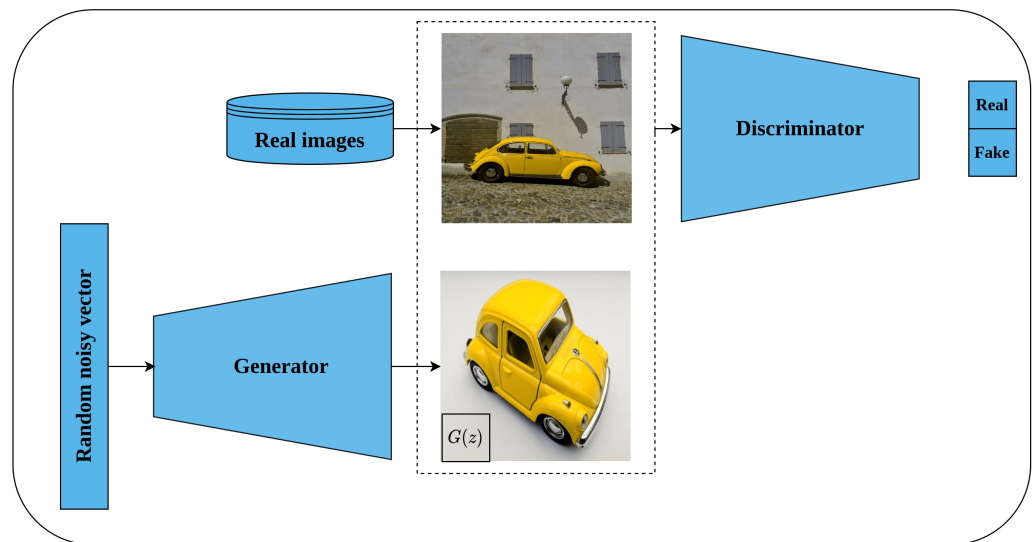 Real images
Discriminator
Real
Fake
Random noisy vector
Generator
G(z)